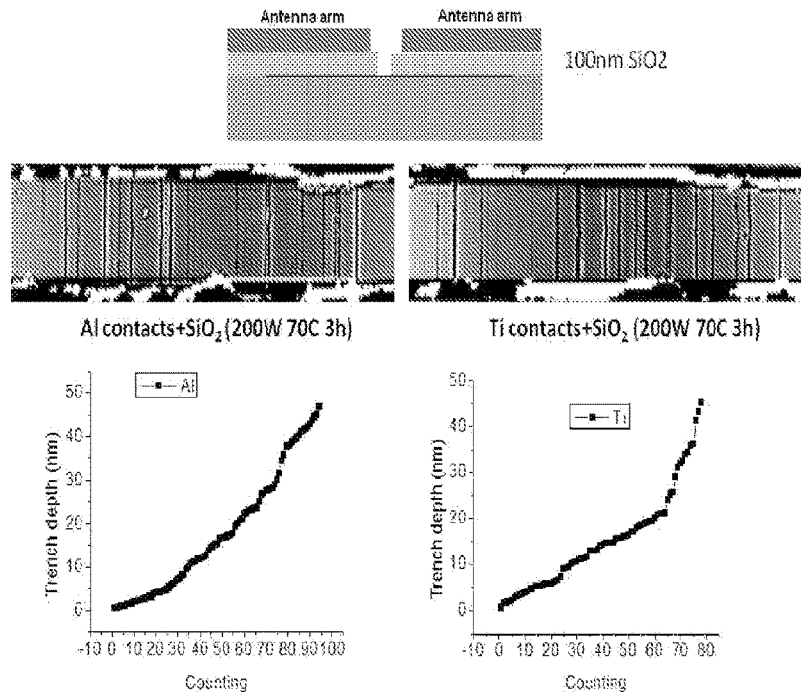 Antenna arm Antenna arm
100nm SiO2
Al contacts+SiO₂ (200W 70C 3h) Ti contacts+SiO₂ (200W 70C 3h)
Al
Trench depth (nm)
50
40
30
20
10
0
-10 0 10 20 30 40 50 60 70 80 90 100
Counting
Ti
Trench depth (nm)
50
40
30
20
10
0
-10 0 10 20 30 40 50 60 70 80
Counting